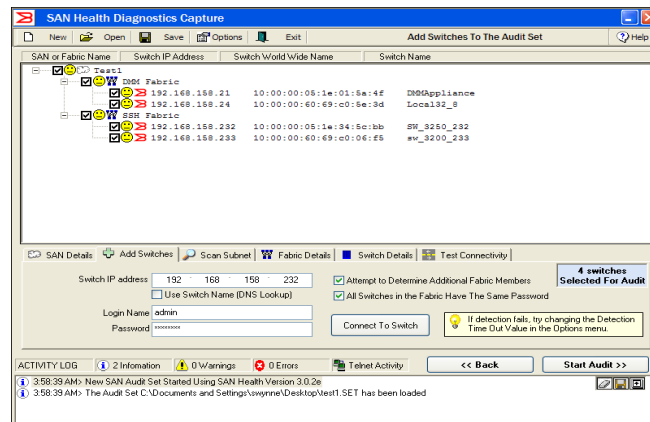 SAN Health Diagnostics Capture
New Open Save Options Exit Add Switches To The Audit Set Help
SAN or Fabric Name Switch IP Address Switch World Wide Name Switch Name
Test1
DMM Fabric
192.168.158.21 10:00:00:05:1e:01:5a:4f DMMAppliance
192.168.158.24 10:00:00:60:69:c0:5e:3d Local32_8
SSH Fabric
192.168.158.232 10:00:00:05:1e:34:5c:bb SW_3250_232
192.168.158.233 10:00:00:60:69:c0:06:f5 sw_3200_233
SAN Details Add Switches Scan Subnet Fabric Details Switch Details Test Connectivity
4 switches
Selected For Audit
Switch IP address 192 168 158 232
Attempt to Determine Additional Fabric Members
Use Switch Name (DNS Lookup)
All Switches in the Fabric Have The Same Password
Login Name admin
Password ********
Connect To Switch
If detection fails, try changing the Detection
Time Out Value in the Options menu.
ACTIVITY LOG 2 Infomation 0 Warnings 0 Errors Telnet Activity << Back Start Audit >>
3:58:39 AM> New SAN Audit Set Started Using SAN Health Version 3.0.2e
3:58:39 AM> The Audit Set C:\Documents and Settings\swynne\Desktop\test1.SET has been loaded